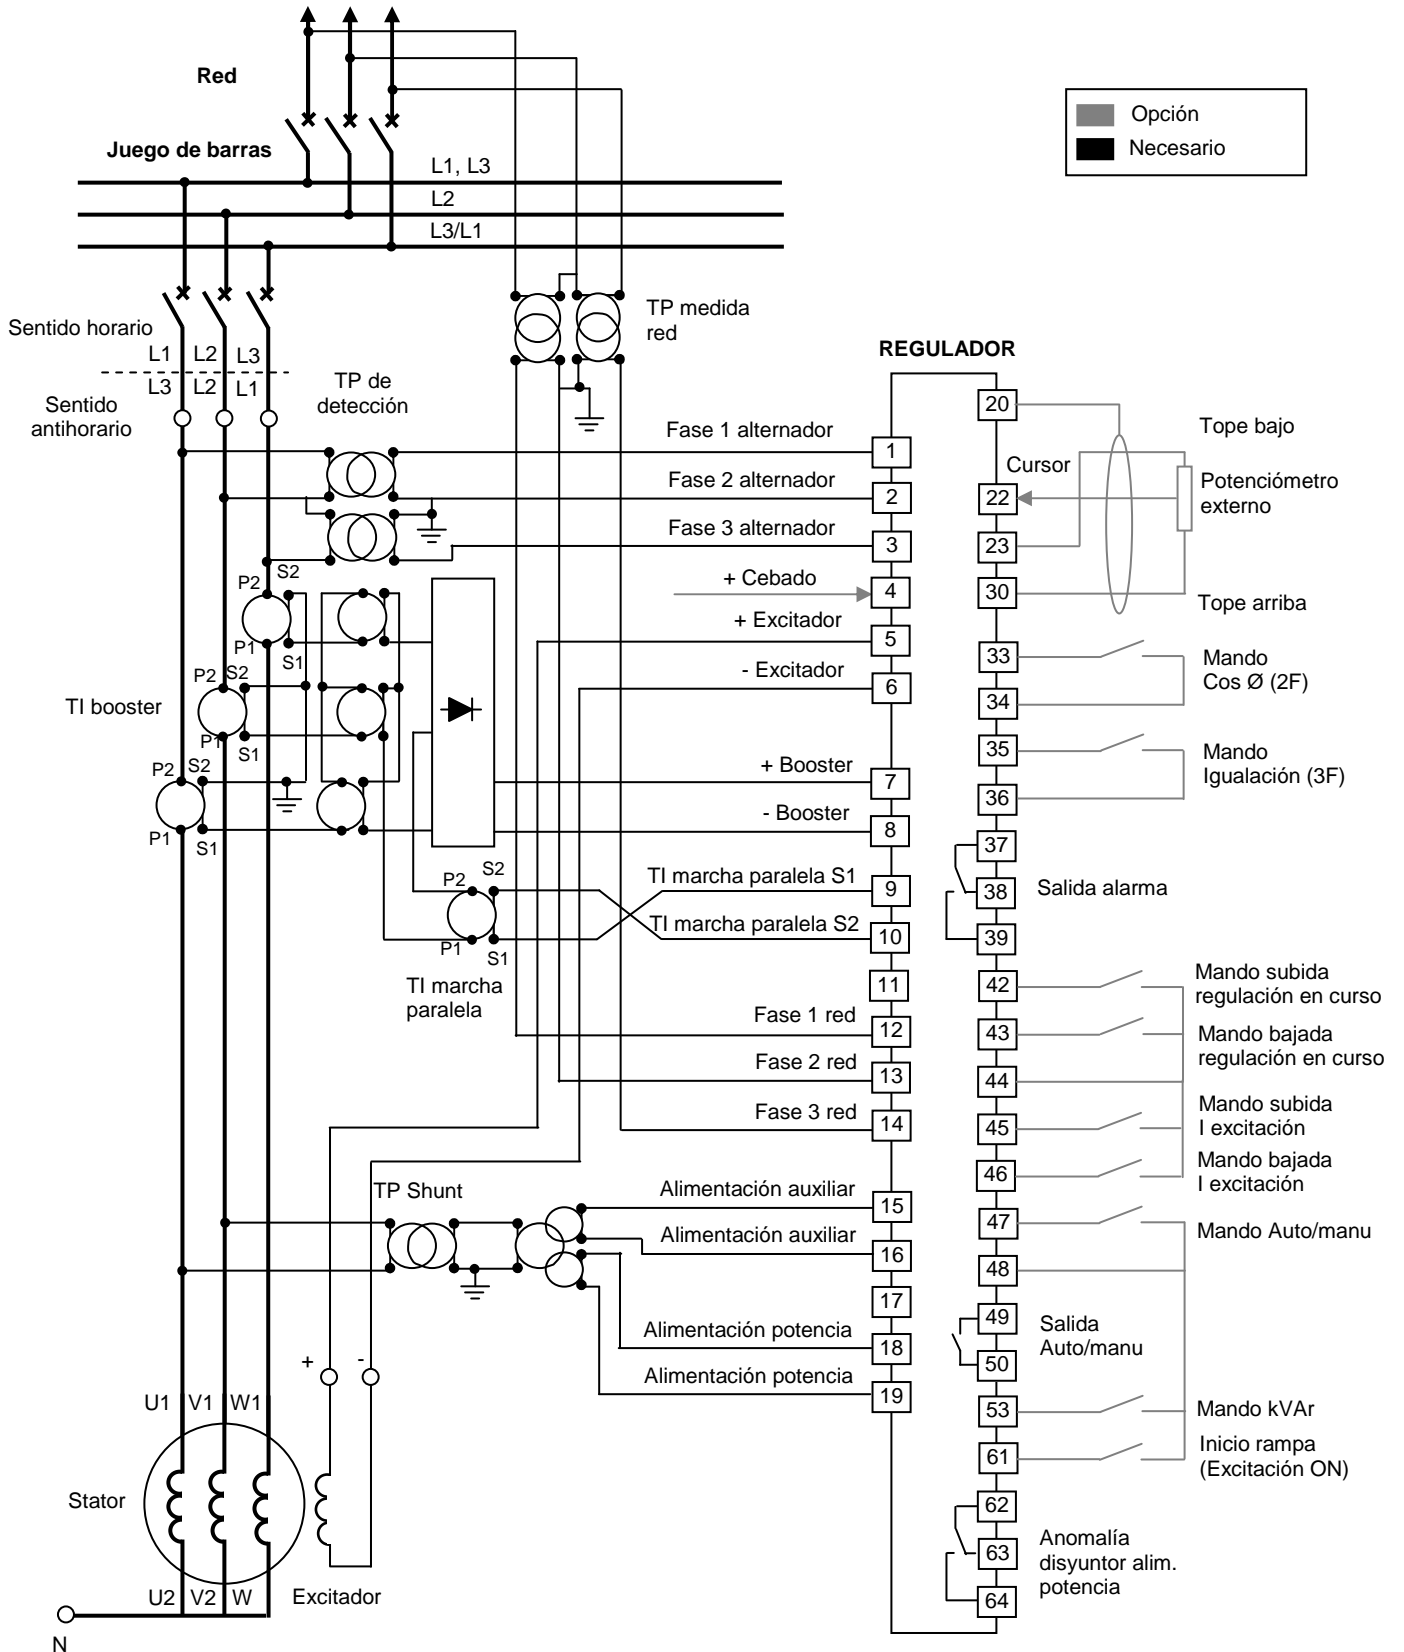 Red
Opción
Necesario
Juego de barras
L1, L3
L2
L3/L1
TP medida
red
Sentido horario
L1 L2 L3
L3 L2 L1
Sentido
antihorario
TP de
detección
REGULADOR
Fase 1 alternador
1
Fase 2 alternador
2
Fase 3 alternador
3
+ Cebado
4
+ Excitador
5
- Excitador
6
+ Booster
7
- Booster
8
TI marcha paralela S1
9
TI marcha paralela S2
10
11
Fase 1 red
12
Fase 2 red
13
Fase 3 red
14
Alimentación auxiliar
15
Alimentación auxiliar
16
17
Alimentación potencia
18
Alimentación potencia
19
20
Tope bajo
Cursor
22
Potenciómetro
externo
23
30
Tope arriba
33
Mando
Cos Ø (2F)
34
35
Mando
Igualación (3F)
36
37
38
Salida alarma
39
42
Mando subida
regulación en curso
43
Mando bajada
regulación en curso
44
45
Mando subida
I excitación
46
Mando bajada
I excitación
47
Mando Auto/manu
48
49
Salida
Auto/manu
50
53
Mando kVAr
61
Inicio rampa
(Excitación ON)
62
63
Anomalía
disyuntor alim.
potencia
64
P2 S2
P1 S1
P2 S2
P1 S1
TI booster
P2 S2
P1 S1
P2 S2
P1 S1
TI marcha
paralela
TP Shunt
+ -
U1 V1 W1
Stator
U2 V2 W
Excitador
N